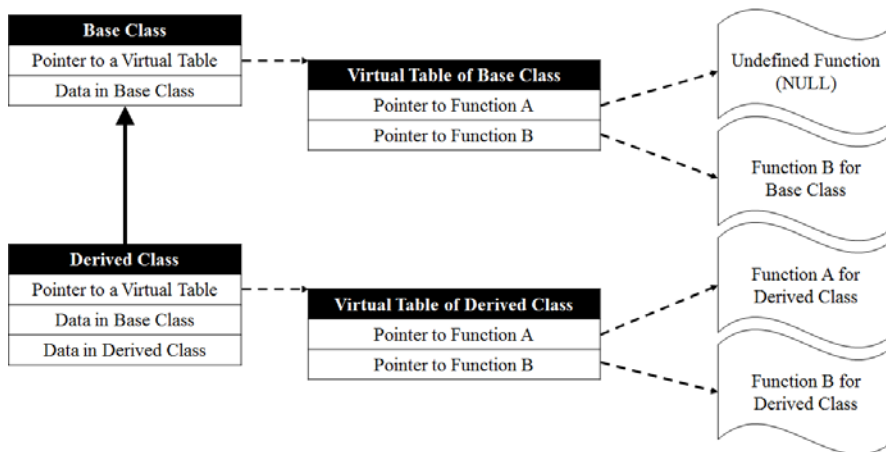 Base Class
Pointer to a Virtual Table
Data in Base Class
Virtual Table of Base Class
Pointer to Function A
Pointer to Function B
Undefined Function
(NULL)
Function B for
Base Class
Derived Class
Pointer to a Virtual Table
Data in Base Class
Data in Derived Class
Virtual Table of Derived Class
Pointer to Function A
Pointer to Function B
Function A for
Derived Class
Function B for
Derived Class